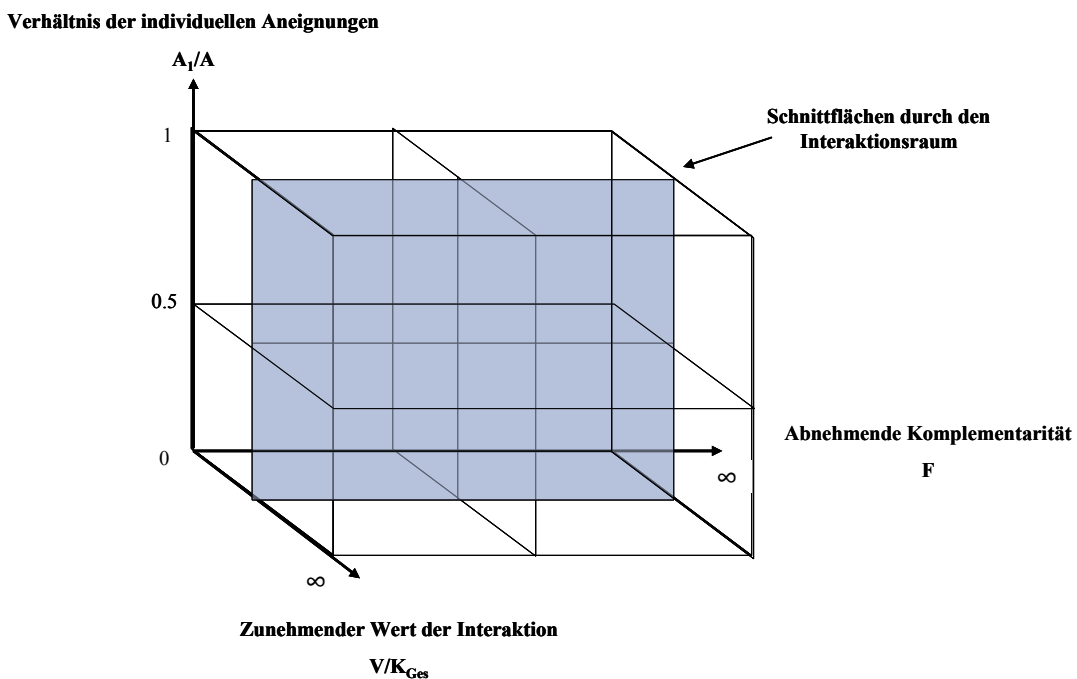 Verhältnis der individuellen Aneignungen
A₁/A
1
Schnittflächen durch den
Interaktionsraum
0.5
Abnehmende Komplementarität
0
F
∞
∞
Zunehmender Wert der Interaktion
V/K_Ges